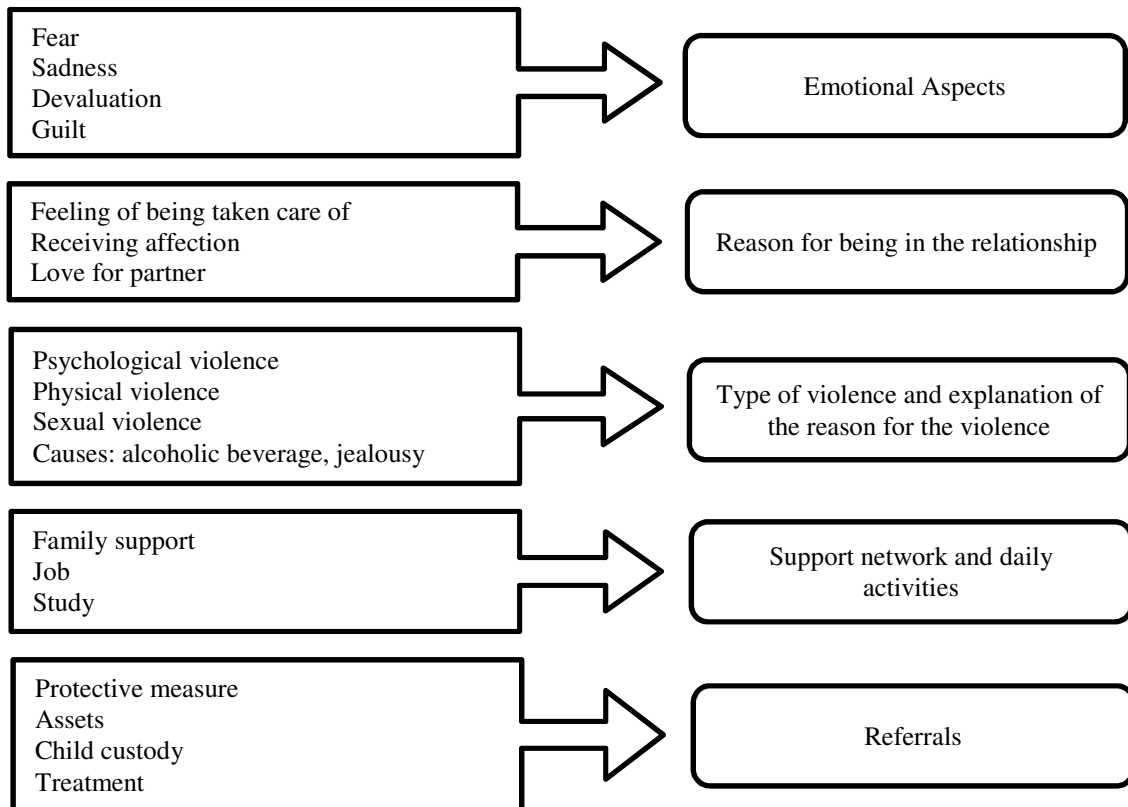 Fear
Sadness
Devaluation
Guilt
Emotional Aspects
Feeling of being taken care of
Receiving affection
Love for partner
Reason for being in the relationship
Psychological violence
Physical violence
Sexual violence
Causes: alcoholic beverage, jealousy
Type of violence and explanation of
the reason for the violence
Family support
Job
Study
Support network and daily
activities
Protective measure
Assets
Child custody
Treatment
Referrals